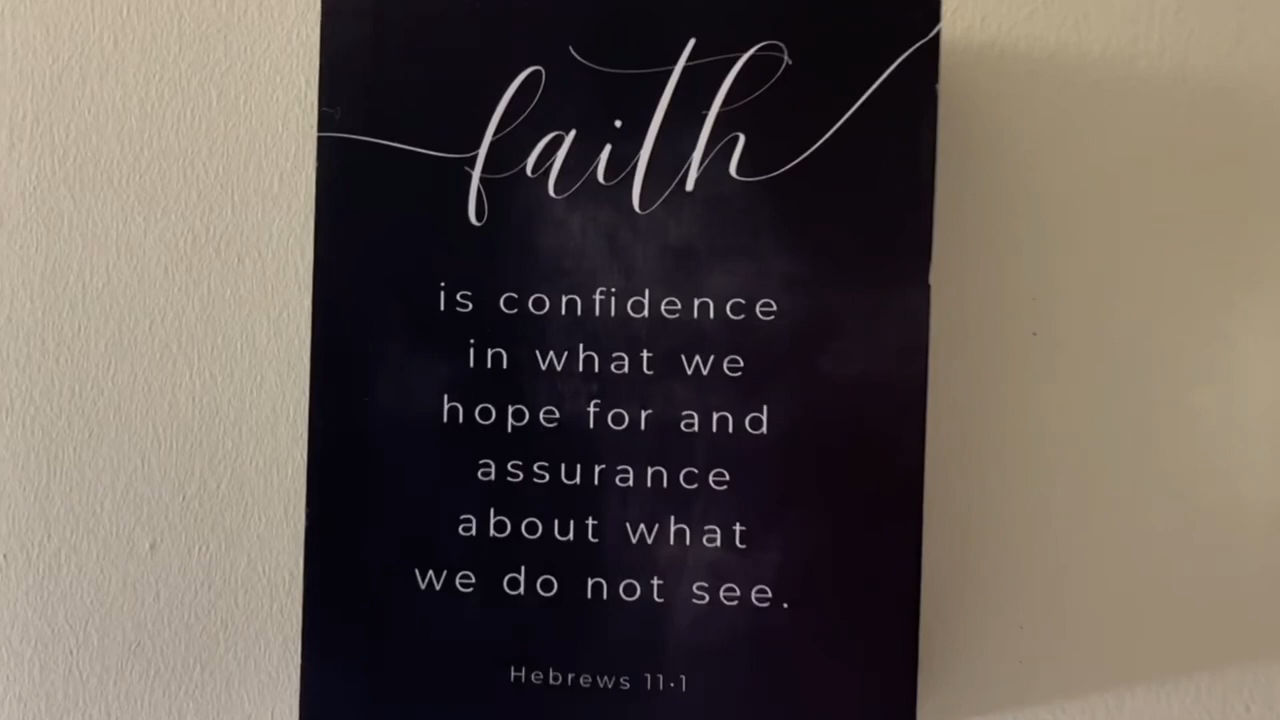 faith
is confidence
in what we
hope for and
assurance
about what
we do not see.
Hebrews 11·1